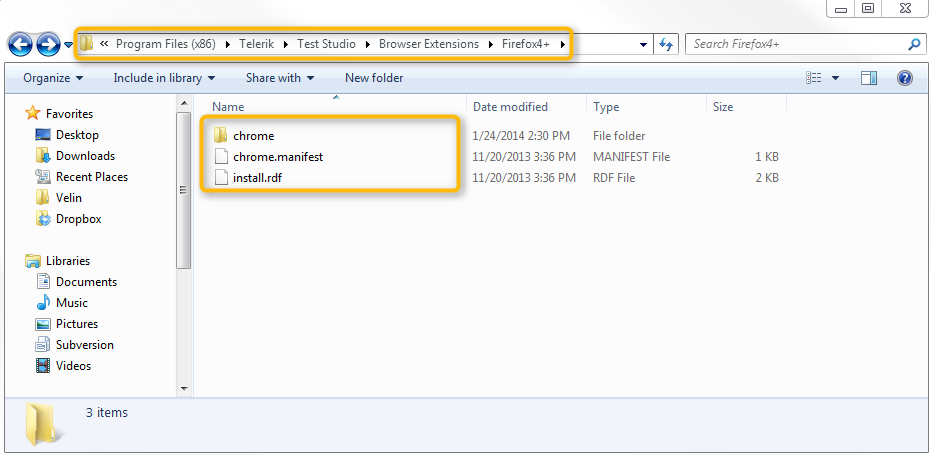 « Program Files (x86) ▸ Telerik ▸ Test Studio ▸ Browser Extensions ▸ Firefox4+ ▸ Search Firefox4+
Organize Include in library Share with New folder
Favorites
Desktop
Downloads
Recent Places
Velin
Dropbox
Libraries
Documents
Music
Pictures
Subversion
Videos
Name Date modified Type Size
chrome 1/24/2014 2:30 PM File folder
chrome.manifest 11/20/2013 3:36 PM MANIFEST File 1 KB
install.rdf 11/20/2013 3:36 PM RDF File 2 KB
3 items